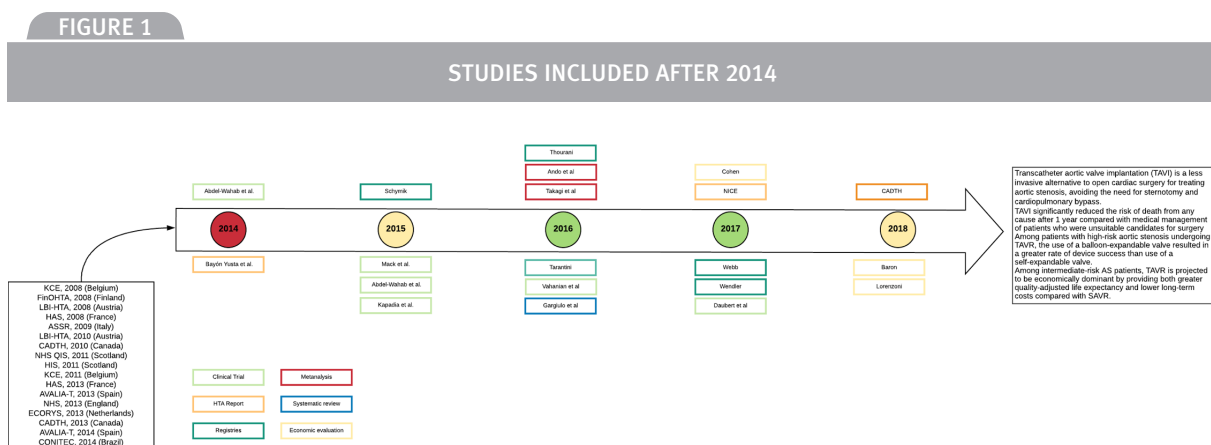 FIGURE 1
STUDIES INCLUDED AFTER 2014
Thourani
Ando et al
Cohen
Abdel-Wahab et al.
Schymik
Takagi et al
NICE
CADTH
2014
2015
2016
2017
2018
Bayón Yusta et al.
Mack et al.
Tarantini
Webb
Baron
Abdel-Wahab et al.
Vahanian et al
Wendler
Lorenzoni
Kapadia et al.
Gargiulo et al
Daubert et al
Transcatheter aortic valve implantation (TAVI) is a less
invasive alternative to open cardiac surgery for treating
aortic stenosis, avoiding the need for sternotomy and
cardiopulmonary bypass.
TAVI significantly reduced the risk of death from any
cause after 1 year compared with medical management
of patients who were unsuitable candidates for surgery
Among patients with high-risk aortic stenosis undergoing
TAVR, the use of a balloon-expandable valve resulted in
a greater rate of device success than use of a
self-expandable valve.
Among intermediate-risk AS patients, TAVR is projected
to be economically dominant by providing both greater
quality-adjusted life expectancy and lower long-term
costs compared with SAVR.
KCE, 2008 (Belgium)
FinOHTA, 2008 (Finland)
LBI-HTA, 2008 (Austria)
HAS, 2008 (France)
ASSR, 2009 (Italy)
LBI-HTA, 2010 (Austria)
CADTH, 2010 (Canada)
NHS QIS, 2011 (Scotland)
HIS, 2011 (Scotland)
KCE, 2011 (Belgium)
HAS, 2013 (France)
AVALIA-T, 2013 (Spain)
NHS, 2013 (England)
ECORYS, 2013 (Netherlands)
CADTH, 2013 (Canada)
AVALIA-T, 2014 (Spain)
CONITEC, 2014 (Brazil)
Clinical Trial
Metanalysis
HTA Report
Systematic review
Registries
Economic evaluation